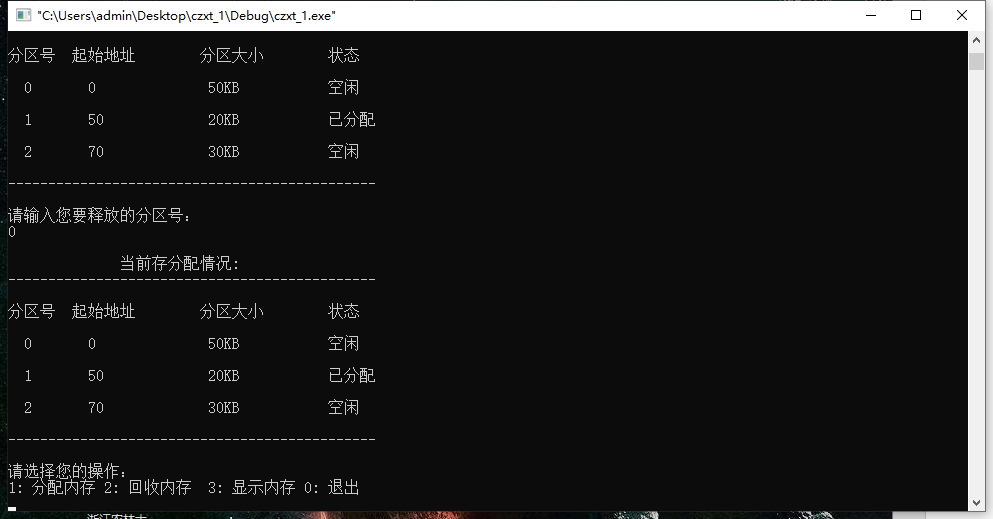 "C:\Users\admin\Desktop\czxt_1\Debug\czxt_1.exe"
分区号 起始地址 分区大小 状态
0 0 50KB 空闲
1 50 20KB 已分配
2 70 30KB 空闲
----------------------------------------------
请输入您要释放的分区号：
0
当前存分配情况:
----------------------------------------------
分区号 起始地址 分区大小 状态
0 0 50KB 空闲
1 50 20KB 已分配
2 70 30KB 空闲
----------------------------------------------
请选择您的操作：
1: 分配内存 2: 回收内存 3: 显示内存 0: 退出